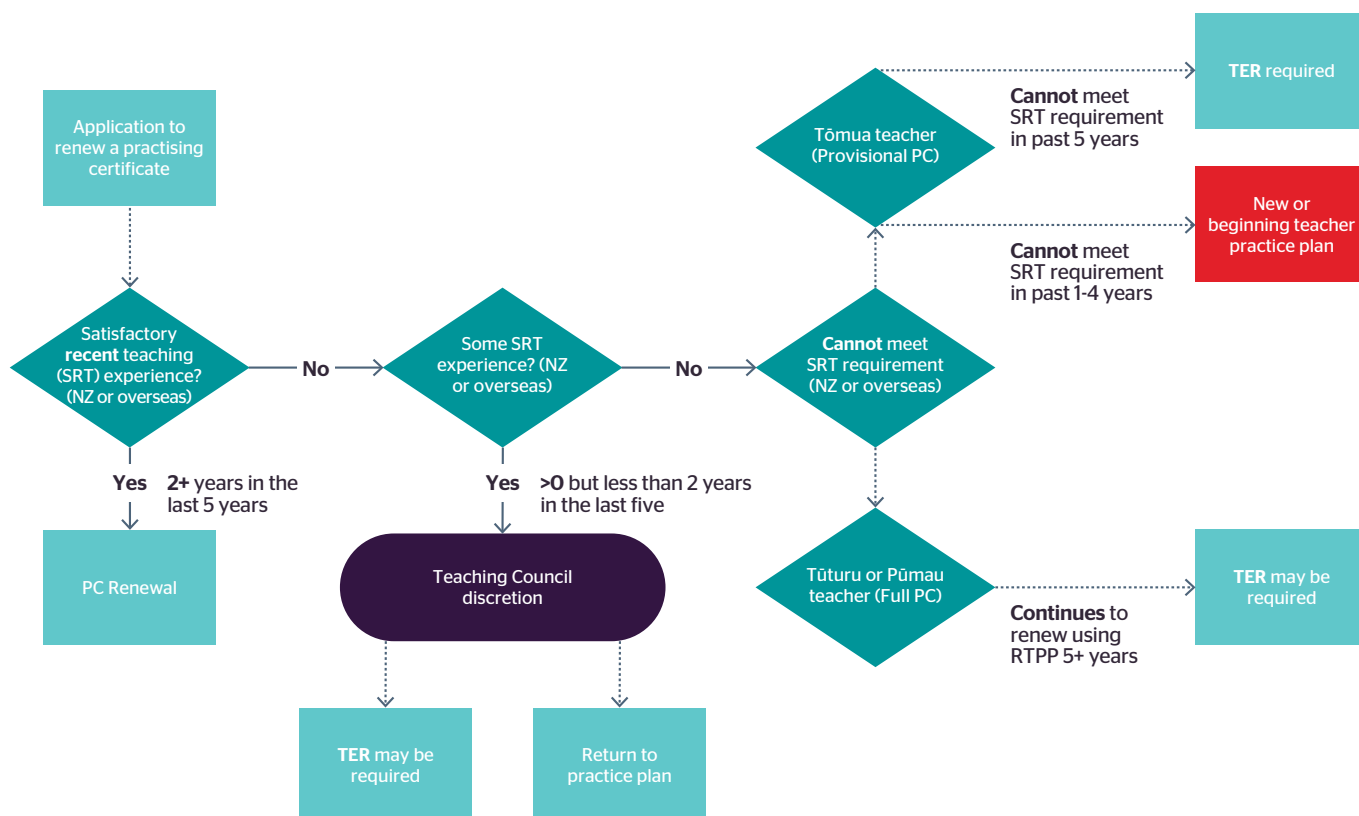 Application to
renew a practising
certificate
Satisfactory
recent teaching
(SRT) experience?
(NZ or overseas)
No
Yes
2+ years in the
last 5 years
PC Renewal
Some SRT
experience? (NZ
or overseas)
No
Yes
>0 but less than 2 years
in the last five
Teaching Council
discretion
TER may be
required
Return to
practice plan
Cannot meet
SRT requirement
(NZ or overseas)
Tōmua teacher
(Provisional PC)
Cannot meet
SRT requirement
in past 5 years
TER required
Cannot meet
SRT requirement
in past 1-4 years
New or
beginning teacher
practice plan
Tūturu or Pūmau
teacher (Full PC)
Continues to
renew using
RTPP 5+ years
TER may be
required